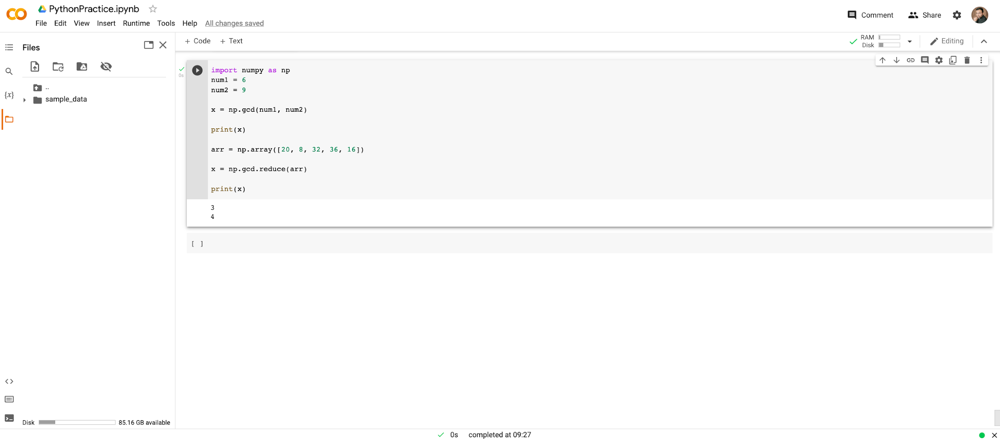 PythonPractice.ipynb
File Edit View Insert Runtime Tools Help All changes saved
Comment Share
Files
+ Code + Text
RAM
Disk
Editing
..
sample_data
{x}
0s
import numpy as np
num1 = 6
num2 = 9
x = np.gcd(num1, num2)
print(x)
arr = np.array([20, 8, 32, 36, 16])
x = np.gcd.reduce(arr)
print(x)
3
4
[ ]
Disk 85.16 GB available
0s completed at 09:27